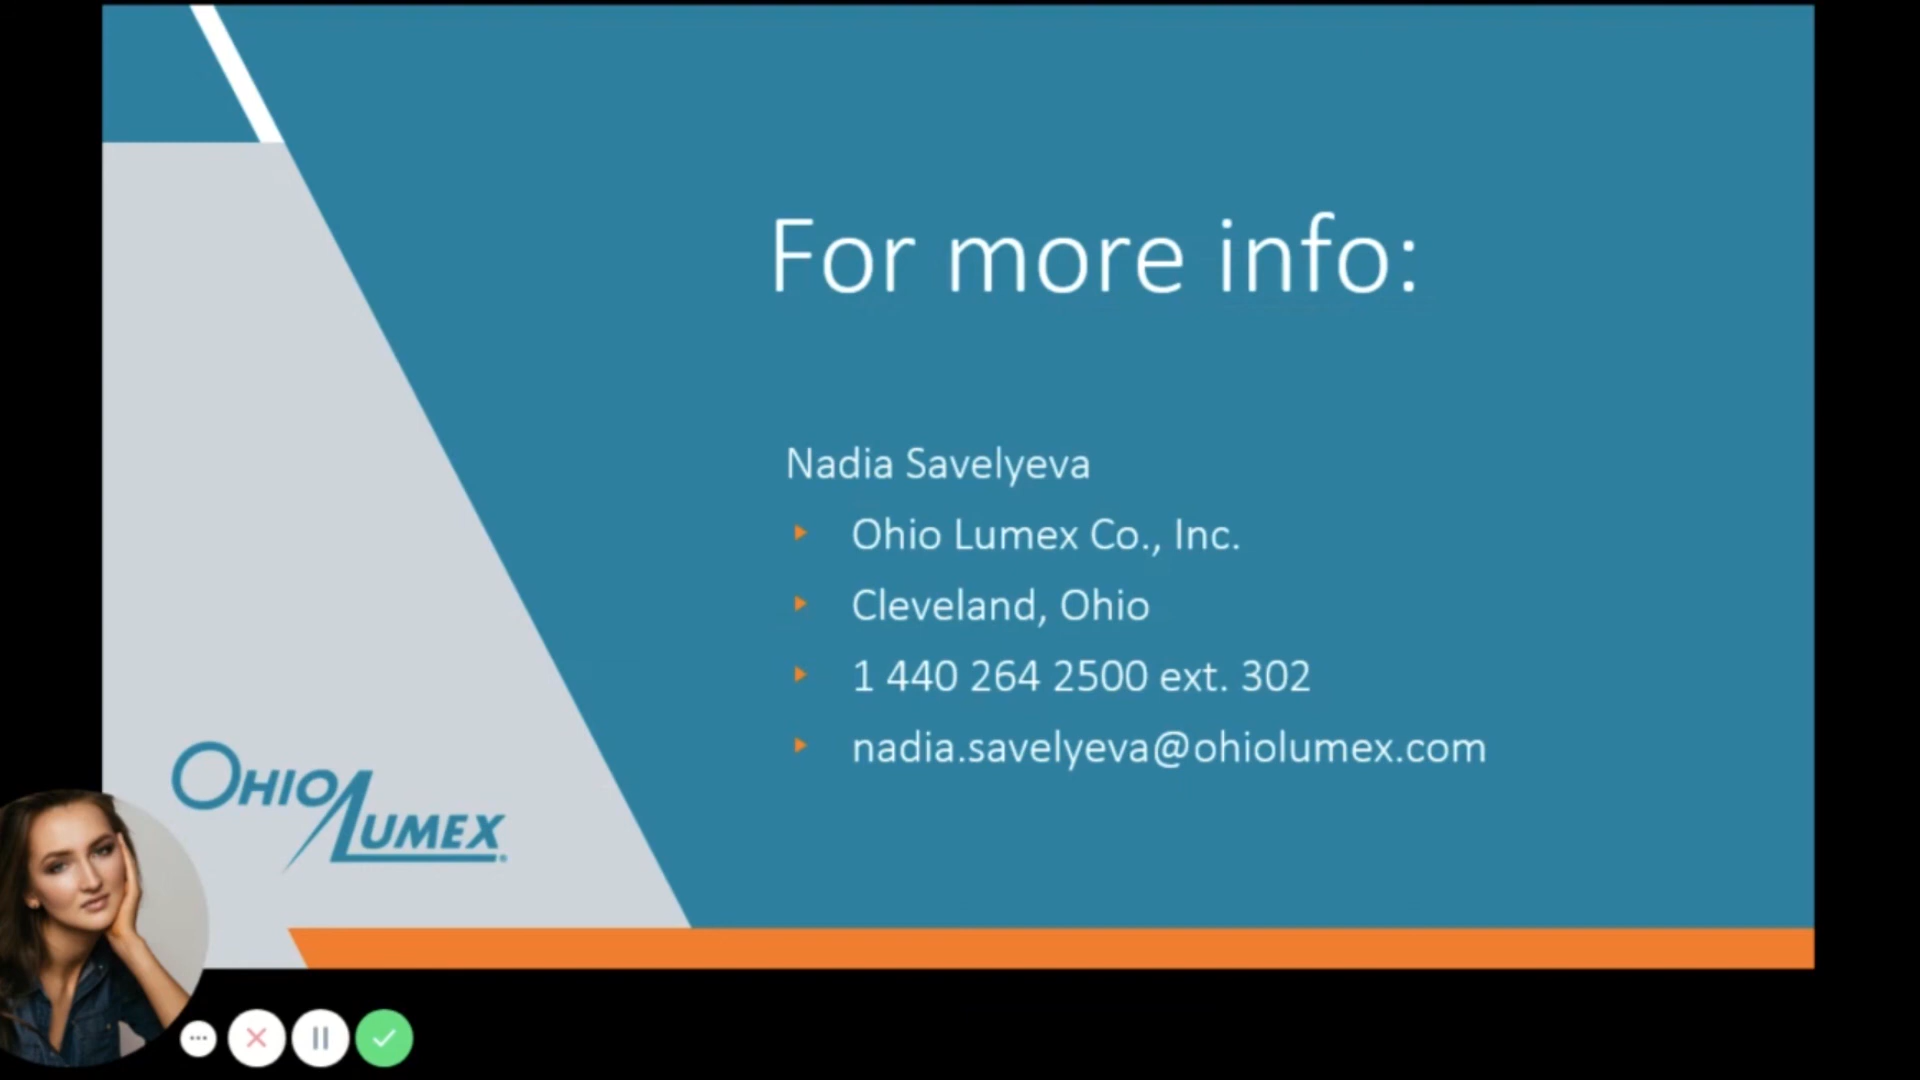 For more info:
Nadia Savelyeva
Ohio Lumex Co., Inc.
Cleveland, Ohio
1 440 264 2500 ext. 302
nadia.savelyeva@ohiolumex.com
OHIO
LUMEX®